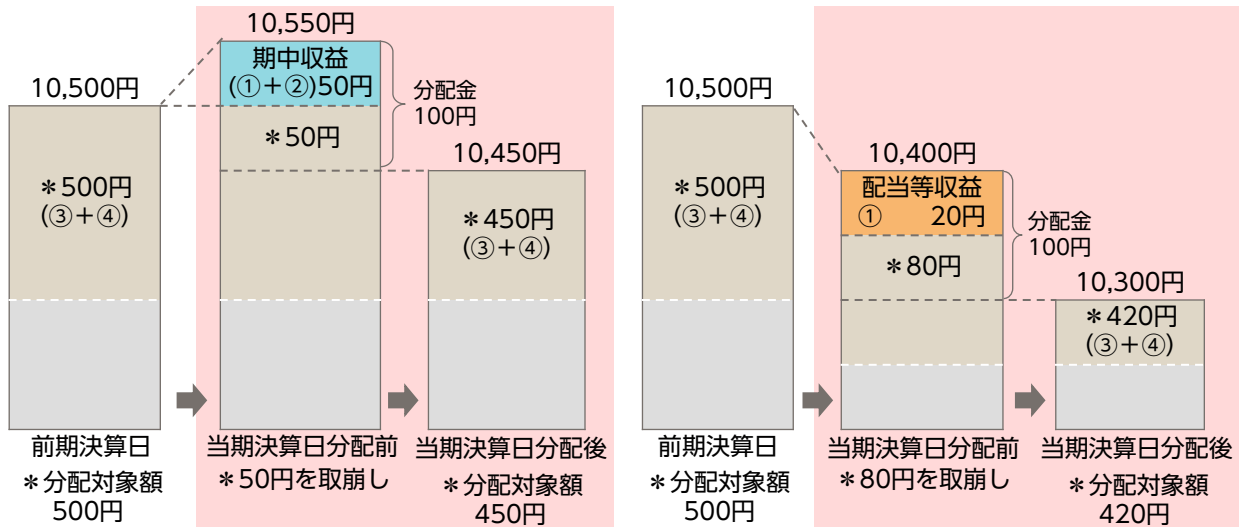 10,500円
＊500円
(③＋④)
前期決算日
＊分配対象額
500円
10,550円
期中収益
(①＋②)50円
＊50円
分配金
100円
当期決算日分配前
＊50円を取崩し
10,450円
＊450円
(③＋④)
当期決算日分配後
＊分配対象額
450円
10,500円
＊500円
(③＋④)
前期決算日
＊分配対象額
500円
10,400円
配当等収益
① 20円
＊80円
分配金
100円
当期決算日分配前
＊80円を取崩し
10,300円
＊420円
(③＋④)
当期決算日分配後
＊分配対象額
420円